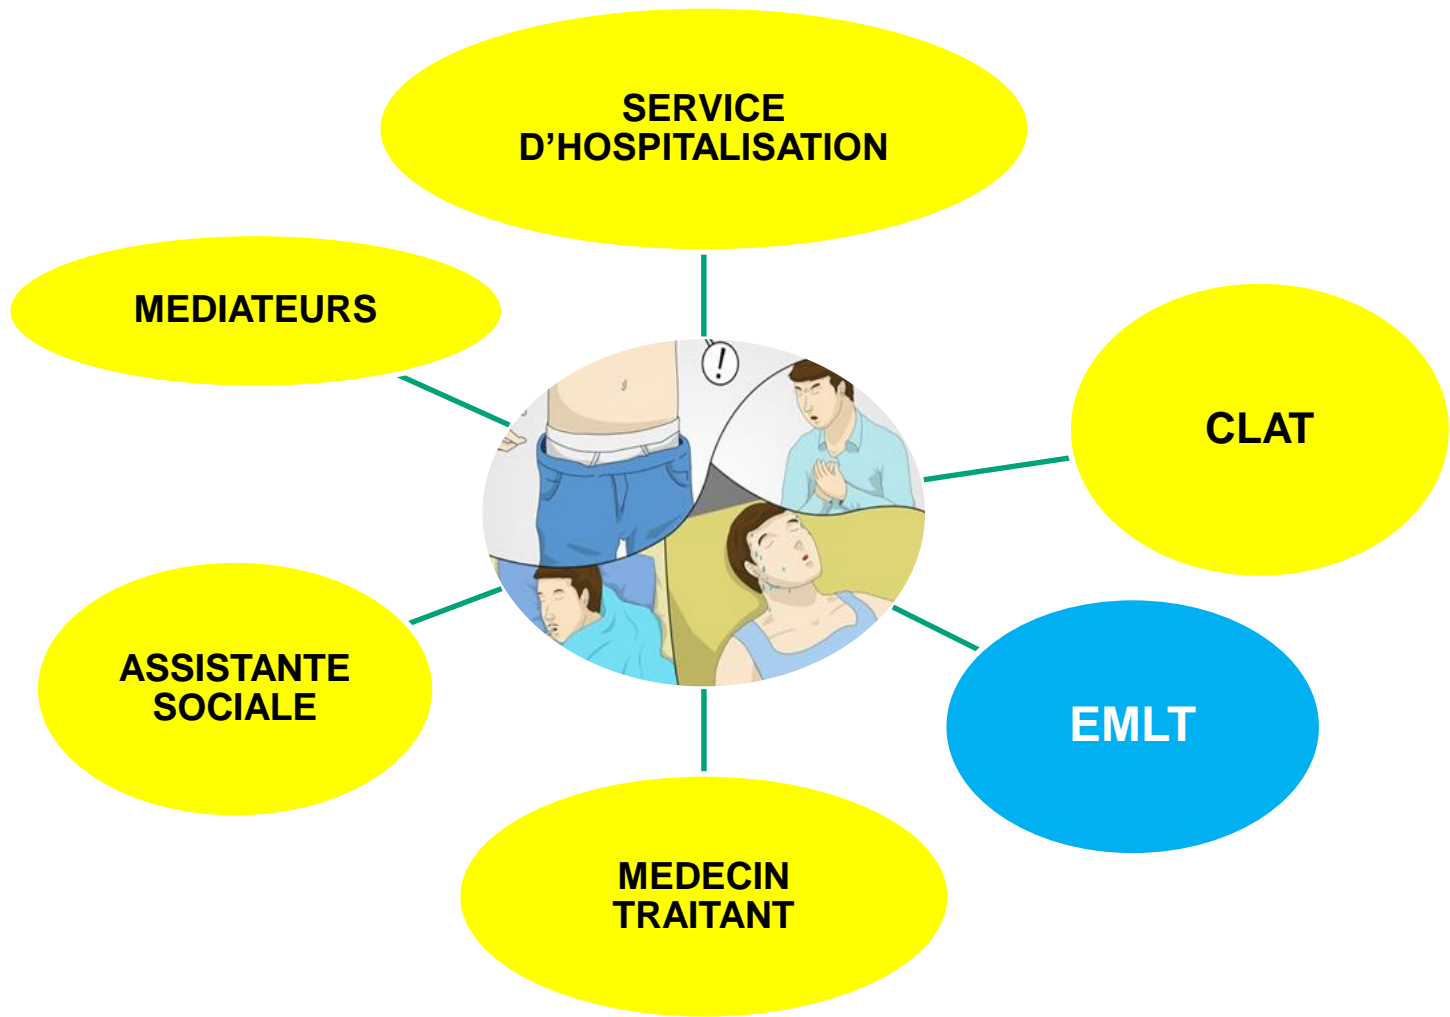 SERVICE
D’HOSPITALISATION
MEDIATEURS
!
CLAT
ASSISTANTE
SOCIALE
EMLT
MEDECIN
TRAITANT